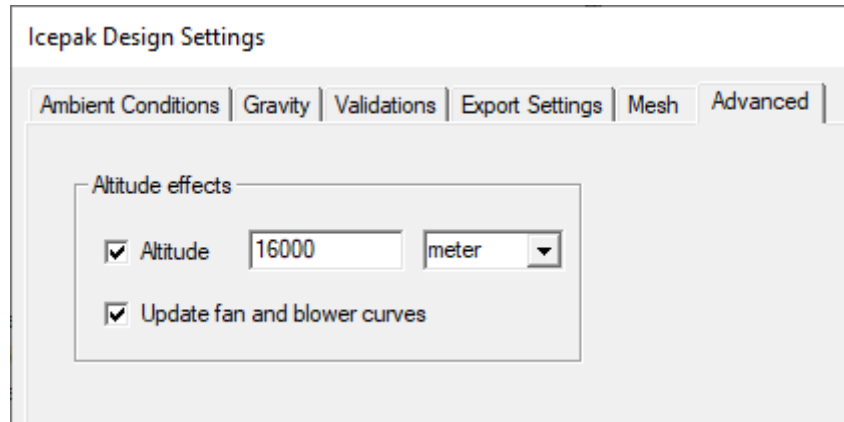 Icepak Design Settings
Ambient Conditions Gravity Validations Export Settings Mesh Advanced
Altitude effects
Altitude 16000 meter
Update fan and blower curves